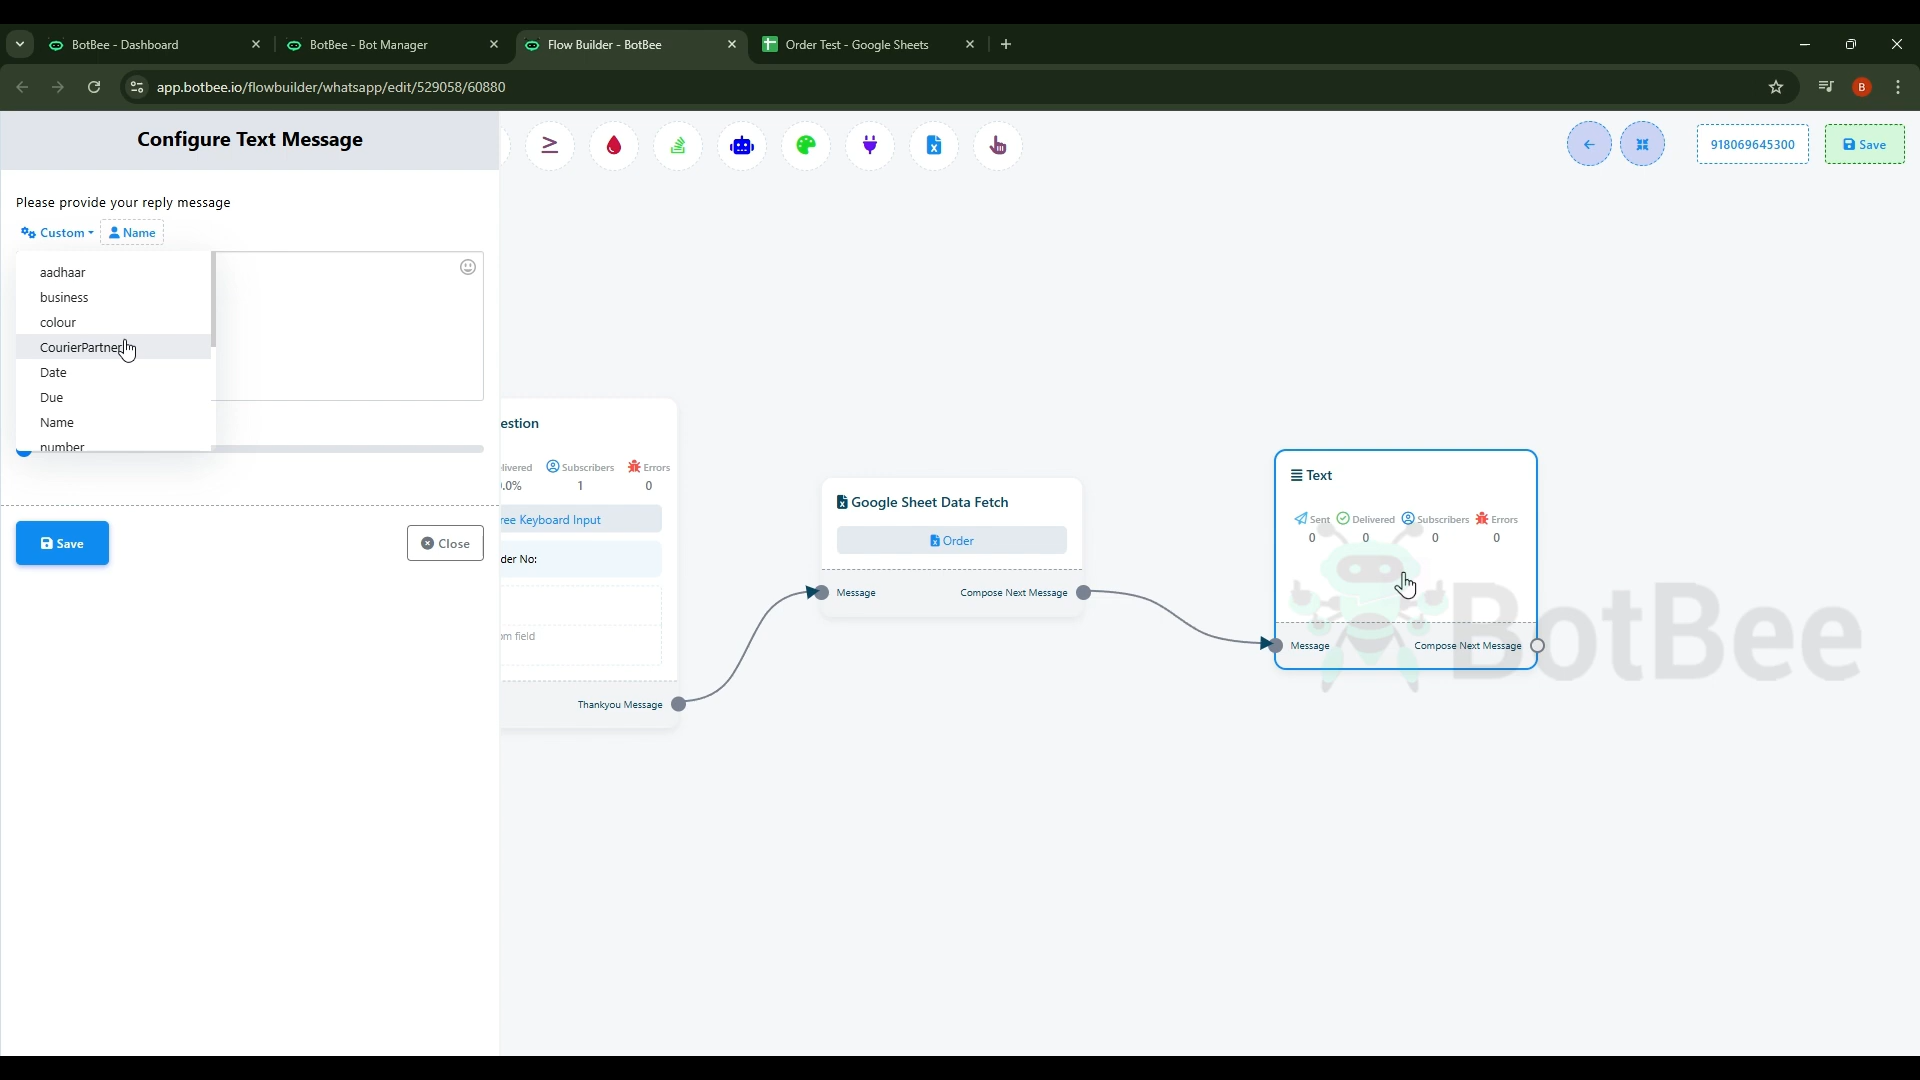 BotBee - Dashboard
BotBee - Bot Manager
Flow Builder - BotBee
Order Test - Google Sheets
app.botbee.io/flowbuilder/whatsapp/edit/529058/60880
B
Configure Text Message
918069645300
Save
Please provide your reply message
Custom
Name
aadhaar
business
colour
CourierPartner
Date
Due
Name
number
Save
Close
estion
livered Subscribers Errors
.0% 1 0
ree Keyboard Input
der No:
om field
Thankyou Message
Google Sheet Data Fetch
Order
Message Compose Next Message
Text
Sent Delivered Subscribers Errors
0 0 0 0
Message Compose Next Message
BotBee